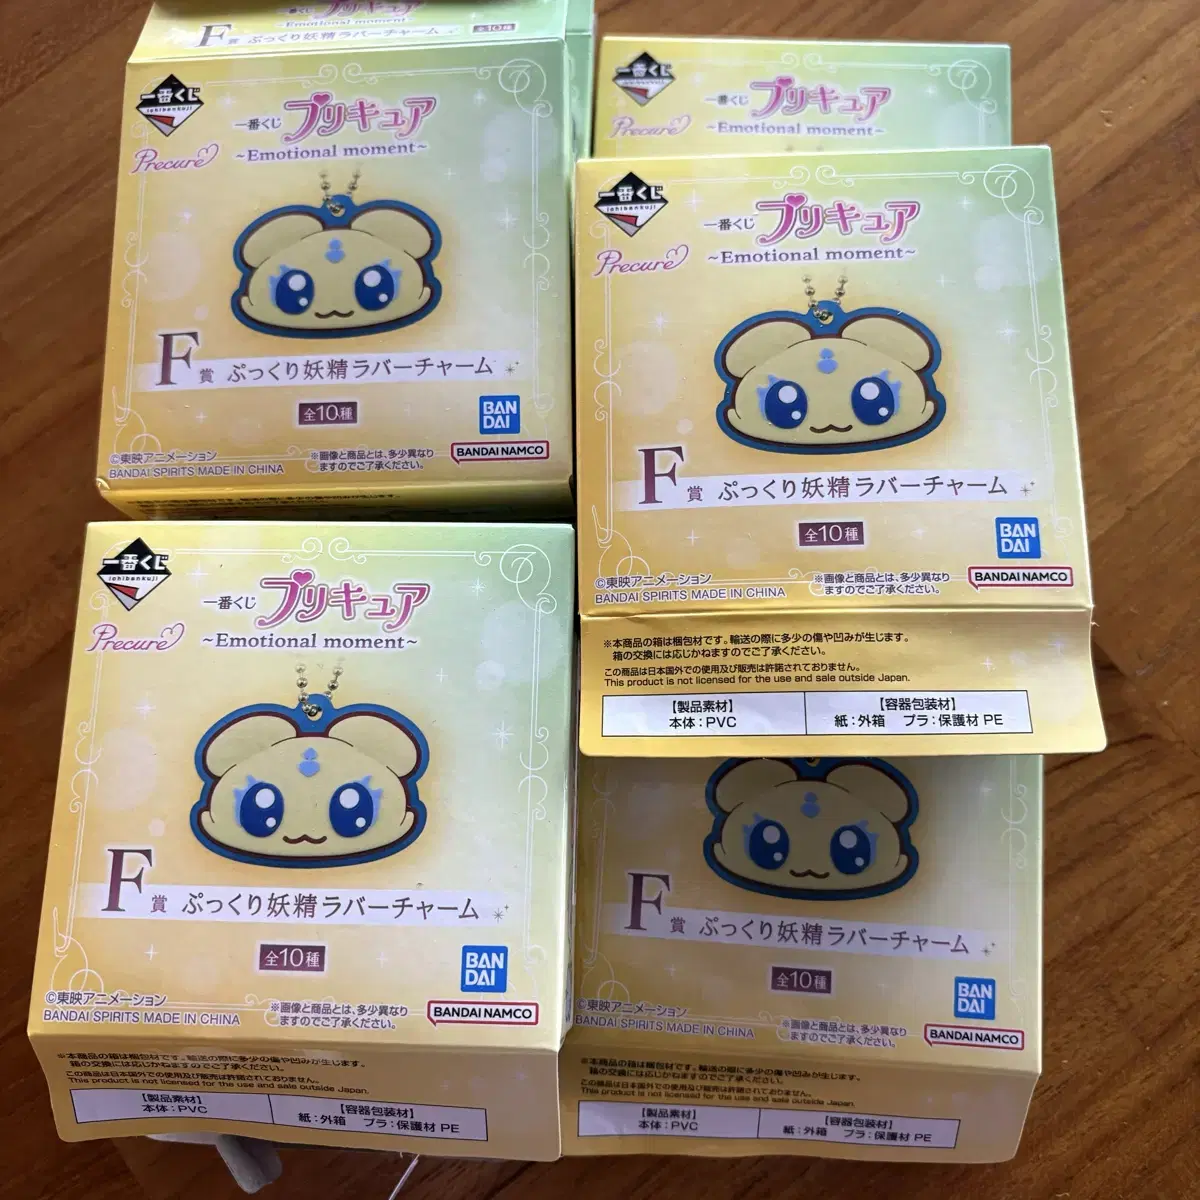 一番くじ プリキュア
~Emotional moment~
F賞 ぷっくり妖精ラバーチャーム
全10種
一番くじ
ichibankuji
Precure
一番くじ プリキュア
~Emotional moment~
F賞 ぷっくり妖精ラバーチャーム
全10種
BAN
DAI
©東映アニメーション
BANDAI SPIRITS MADE IN CHINA
※画像と商品とは、多少異なり
ますのでご了承ください。
BANDAI NAMCO
一番くじ
Precure
一番くじ プリキュア
~Emotional moment~
一番くじ
ichibankuji
Precure
一番くじ プリキュア
~Emotional moment~
F賞 ぷっくり妖精ラバーチャーム
全10種
BAN
DAI
©東映アニメーション
BANDAI SPIRITS MADE IN CHINA
※画像と商品とは、多少異なり
ますのでご了承ください。
BANDAI NAMCO
※本商品の箱は梱包材です。輸送の際に多少の傷や凹みが生じます。
箱の交換には応じかねますのでご了承ください。
この商品は日本国外での使用及び販売は許諾されておりません。
This product is not licensed for the use and sale outside Japan.
【製品素材】
本体：PVC
【容器包装材】
紙：外箱 プラ：保護材 PE
一番くじ
ichibankuji
Precure
一番くじ プリキュア
~Emotional moment~
F賞 ぷっくり妖精ラバーチャーム
全10種
BAN
DAI
©東映アニメーション
BANDAI SPIRITS MADE IN CHINA
※画像と商品とは、多少異なり
ますのでご了承ください。
BANDAI NAMCO
※本商品の箱は梱包材です。輸送の際に多少の傷や凹みが生じます。
箱の交換には応じかねますのでご了承ください。
この商品は日本国外での使用及び販売は許諾されておりません。
This product is not licensed for the use and sale outside Japan.
【製品素材】
本体：PVC
【容器包装材】
紙：外箱 プラ：保護材 PE
F賞 ぷっくり妖精ラバーチャーム
全10種
BAN
DAI
©東映アニメーション
BANDAI SPIRITS MADE IN CHINA
※画像と商品とは、多少異なり
ますのでご了承ください。
BANDAI NAMCO
※本商品の箱は梱包材です。輸送の際に多少の傷や凹みが生じます。
箱の交換には応じかねますのでご了承ください。
この商品は日本国外での使用及び販売は許諾されておりません。
This product is not licensed for the use and sale outside Japan.
【製品素材】
本体：PVC
【容器包装材】
紙：外箱 プラ：保護材 PE